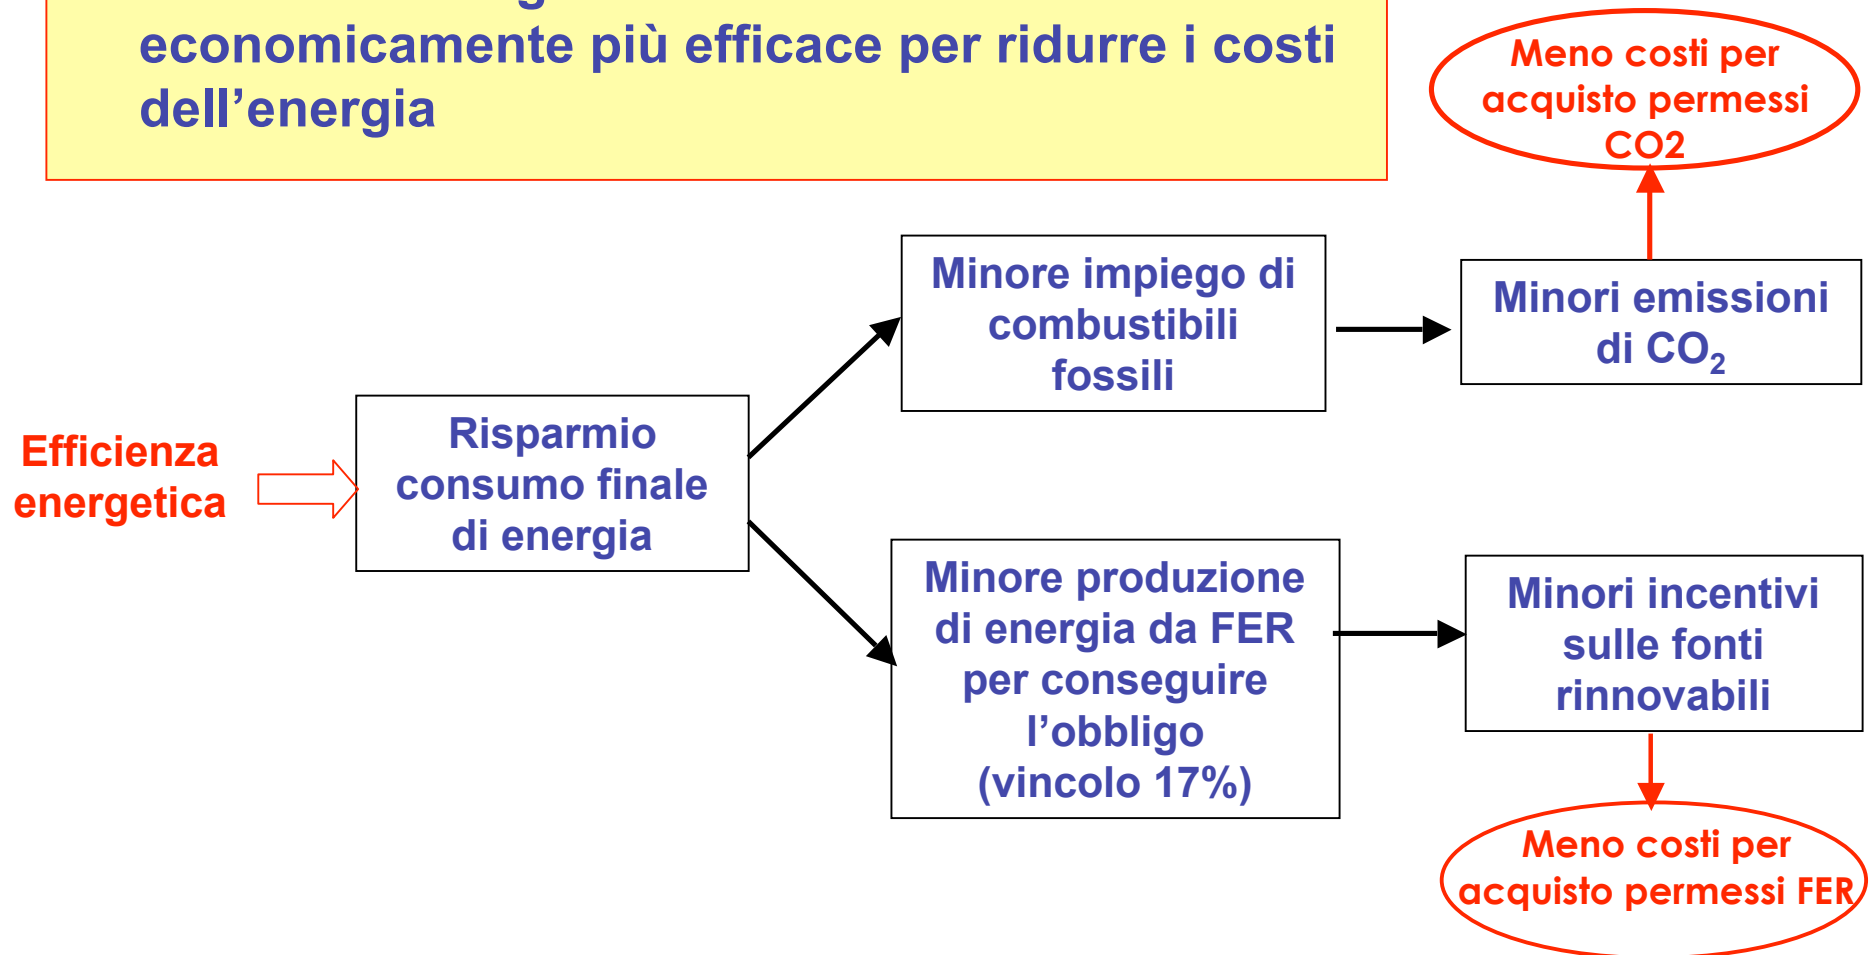 economicamente più efficace per ridurre i costi
dell’energia
Meno costi per
acquisto permessi
CO2
Minore impiego di
combustibili
fossili
Minori emissioni
di CO₂
Efficienza
energetica
Risparmio
consumo finale
di energia
Minore produzione
di energia da FER
per conseguire
l’obbligo
(vincolo 17%)
Minori incentivi
sulle fonti
rinnovabili
Meno costi per
acquisto permessi FER